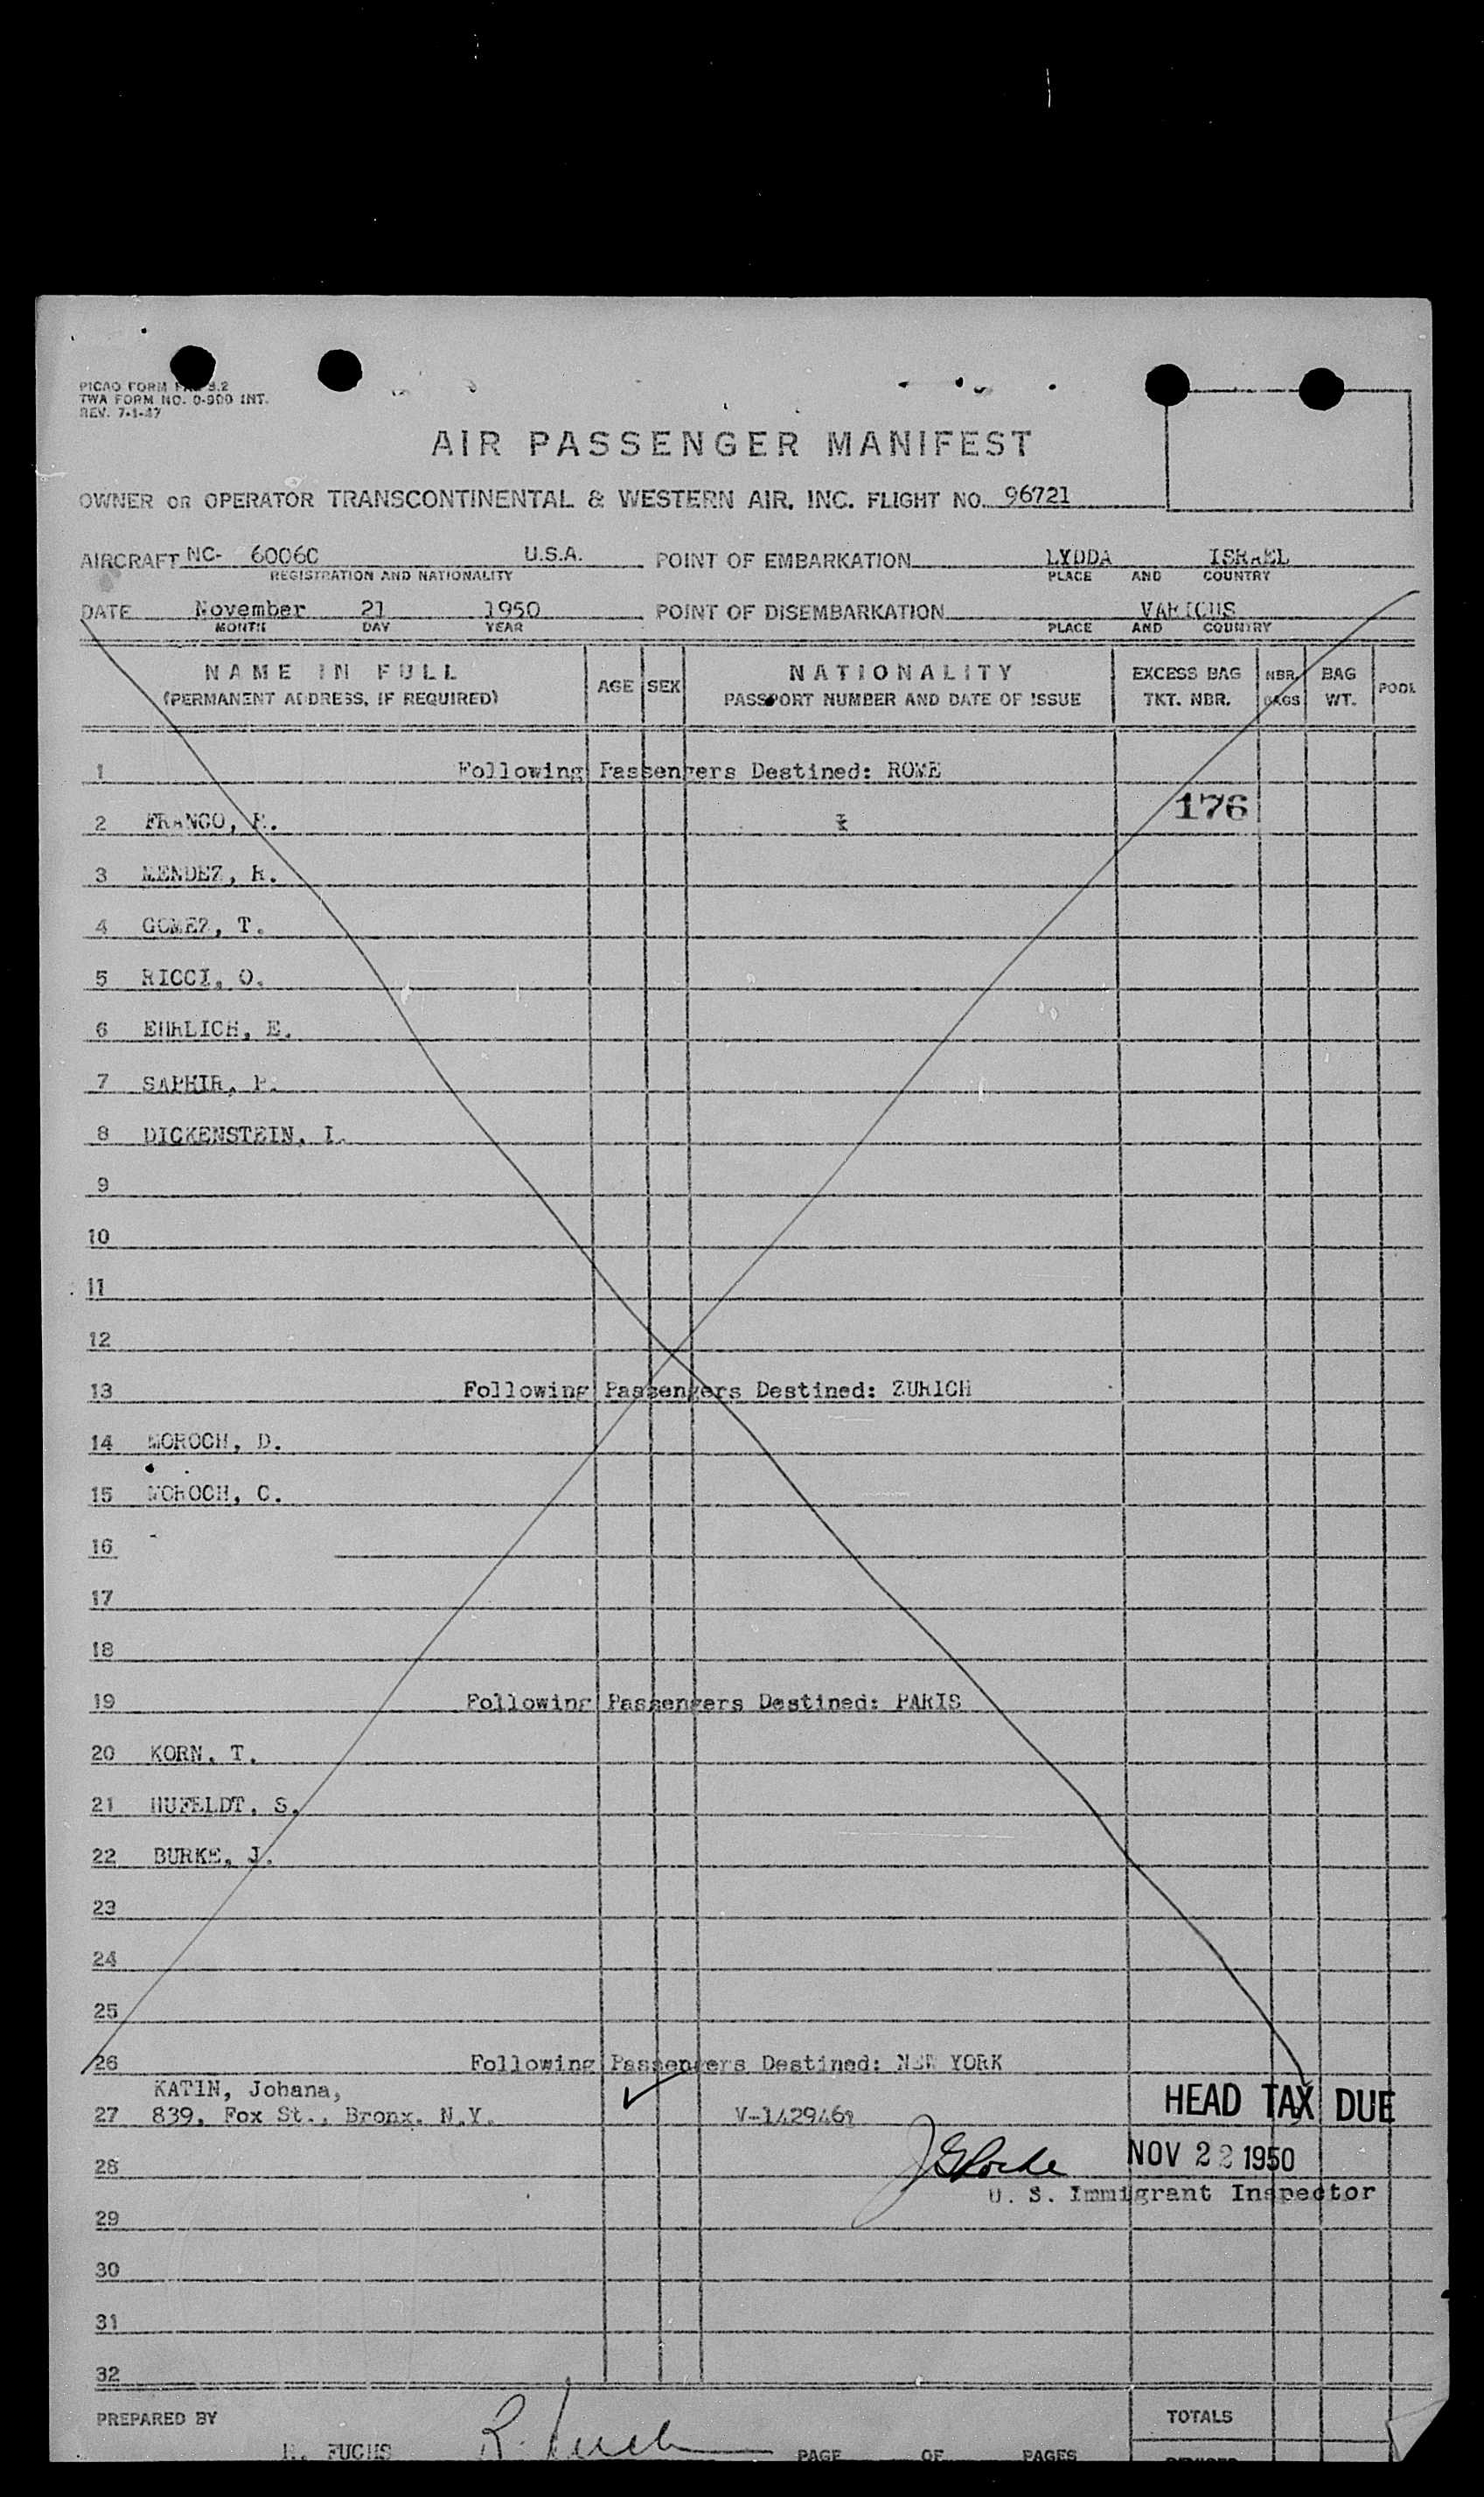 PICAO FORM 9.2
TWA FORM NO. O-900 INT.
REV. 7-1-47
AIR PASSENGER MANIFEST
OWNER OR OPERATOR TRANSCONTINENTAL & WESTERN AIR, INC. FLIGHT NO. 96721
AIRCRAFT NC- 6006C U.S.A. POINT OF EMBARKATION LYDDA ISRAEL
REGISTRATION AND NATIONALITY PLACE AND COUNTRY
DATE November 21 1950 POINT OF DISEMBARKATION VARIOUS
MONTH DAY YEAR PLACE AND COUNTRY
NAME IN FULL
(PERMANENT ADDRESS, IF REQUIRED)
AGE SEX
NATIONALITY
PASSPORT NUMBER AND DATE OF ISSUE
EXCESS BAG
TKT. NBR.
NBR.
BAGS
BAG
WT.
PODL
1 Following Passengers Destined: ROME
176
2 FRANCO,
3 MENDEZ, R.
4 GOMEZ, T.
5 RICCI, O.
6 EHRLICH, E.
7 SAPHIR,
8 DICKENSTEIN, I.
9
10
11
12
13 Following Passengers Destined: ZURICH
14 MOROCH, D.
15 MOROCH, C.
16
17
18
19 Following Passengers Destined: PARIS
20 KORN, T.
21 HUFELDT, S.
22 BURKE, J.
23
24
25
26 Following Passengers Destined: NEW YORK
KATIN, Johana,
27 839, Fox St., Bronx, N.Y. V-1429461
HEAD TAX DUE
NOV 22 1950
28
U. S. Immigrant Inspector
29
30
31
32
PREPARED BY TOTALS
FUCHS R. Fuchs PAGE OF PAGES